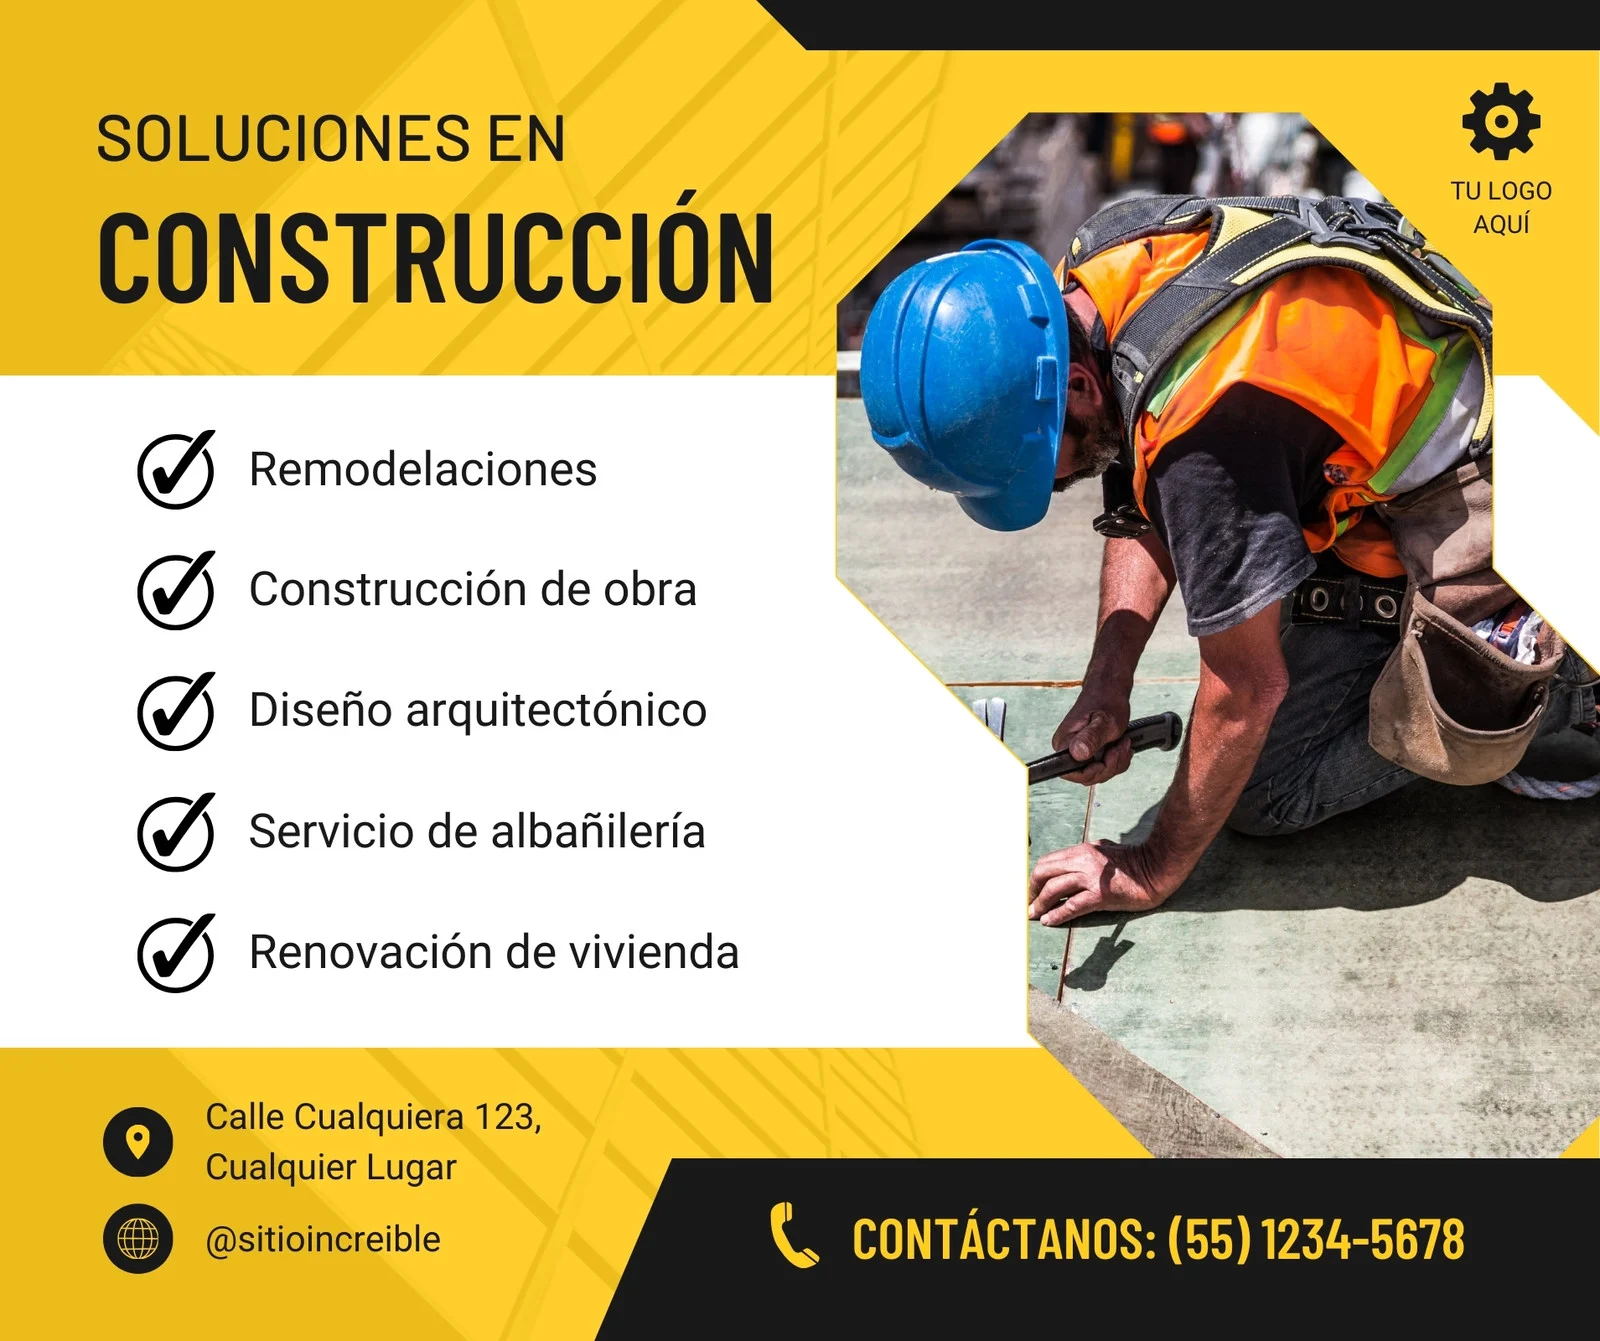 SOLUCIONES EN
CONSTRUCCIÓN
TU LOGO
AQUÍ
Remodelaciones
Construcción de obra
Diseño arquitectónico
Servicio de albañilería
Renovación de vivienda
Calle Cualquiera 123,
Cualquier Lugar
@sitioincreible
CONTÁCTANOS: (55) 1234-5678